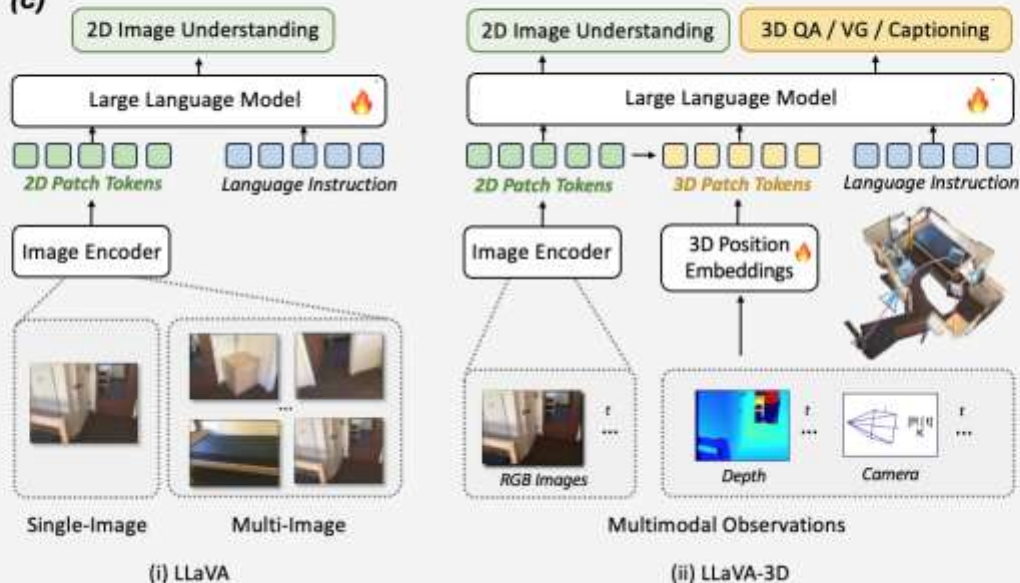 (c)
2D Image Understanding
Large Language Model
2D Patch Tokens
Language Instruction
Image Encoder
...
Single-Image
Multi-Image
(i) LLaVA
2D Image Understanding
3D QA / VG / Captioning
Large Language Model
2D Patch Tokens
3D Patch Tokens
Language Instruction
Image Encoder
3D Position
Embeddings
t
...
RGB Images
t
...
Depth
t
...
Camera
Multimodal Observations
(ii) LLaVA-3D